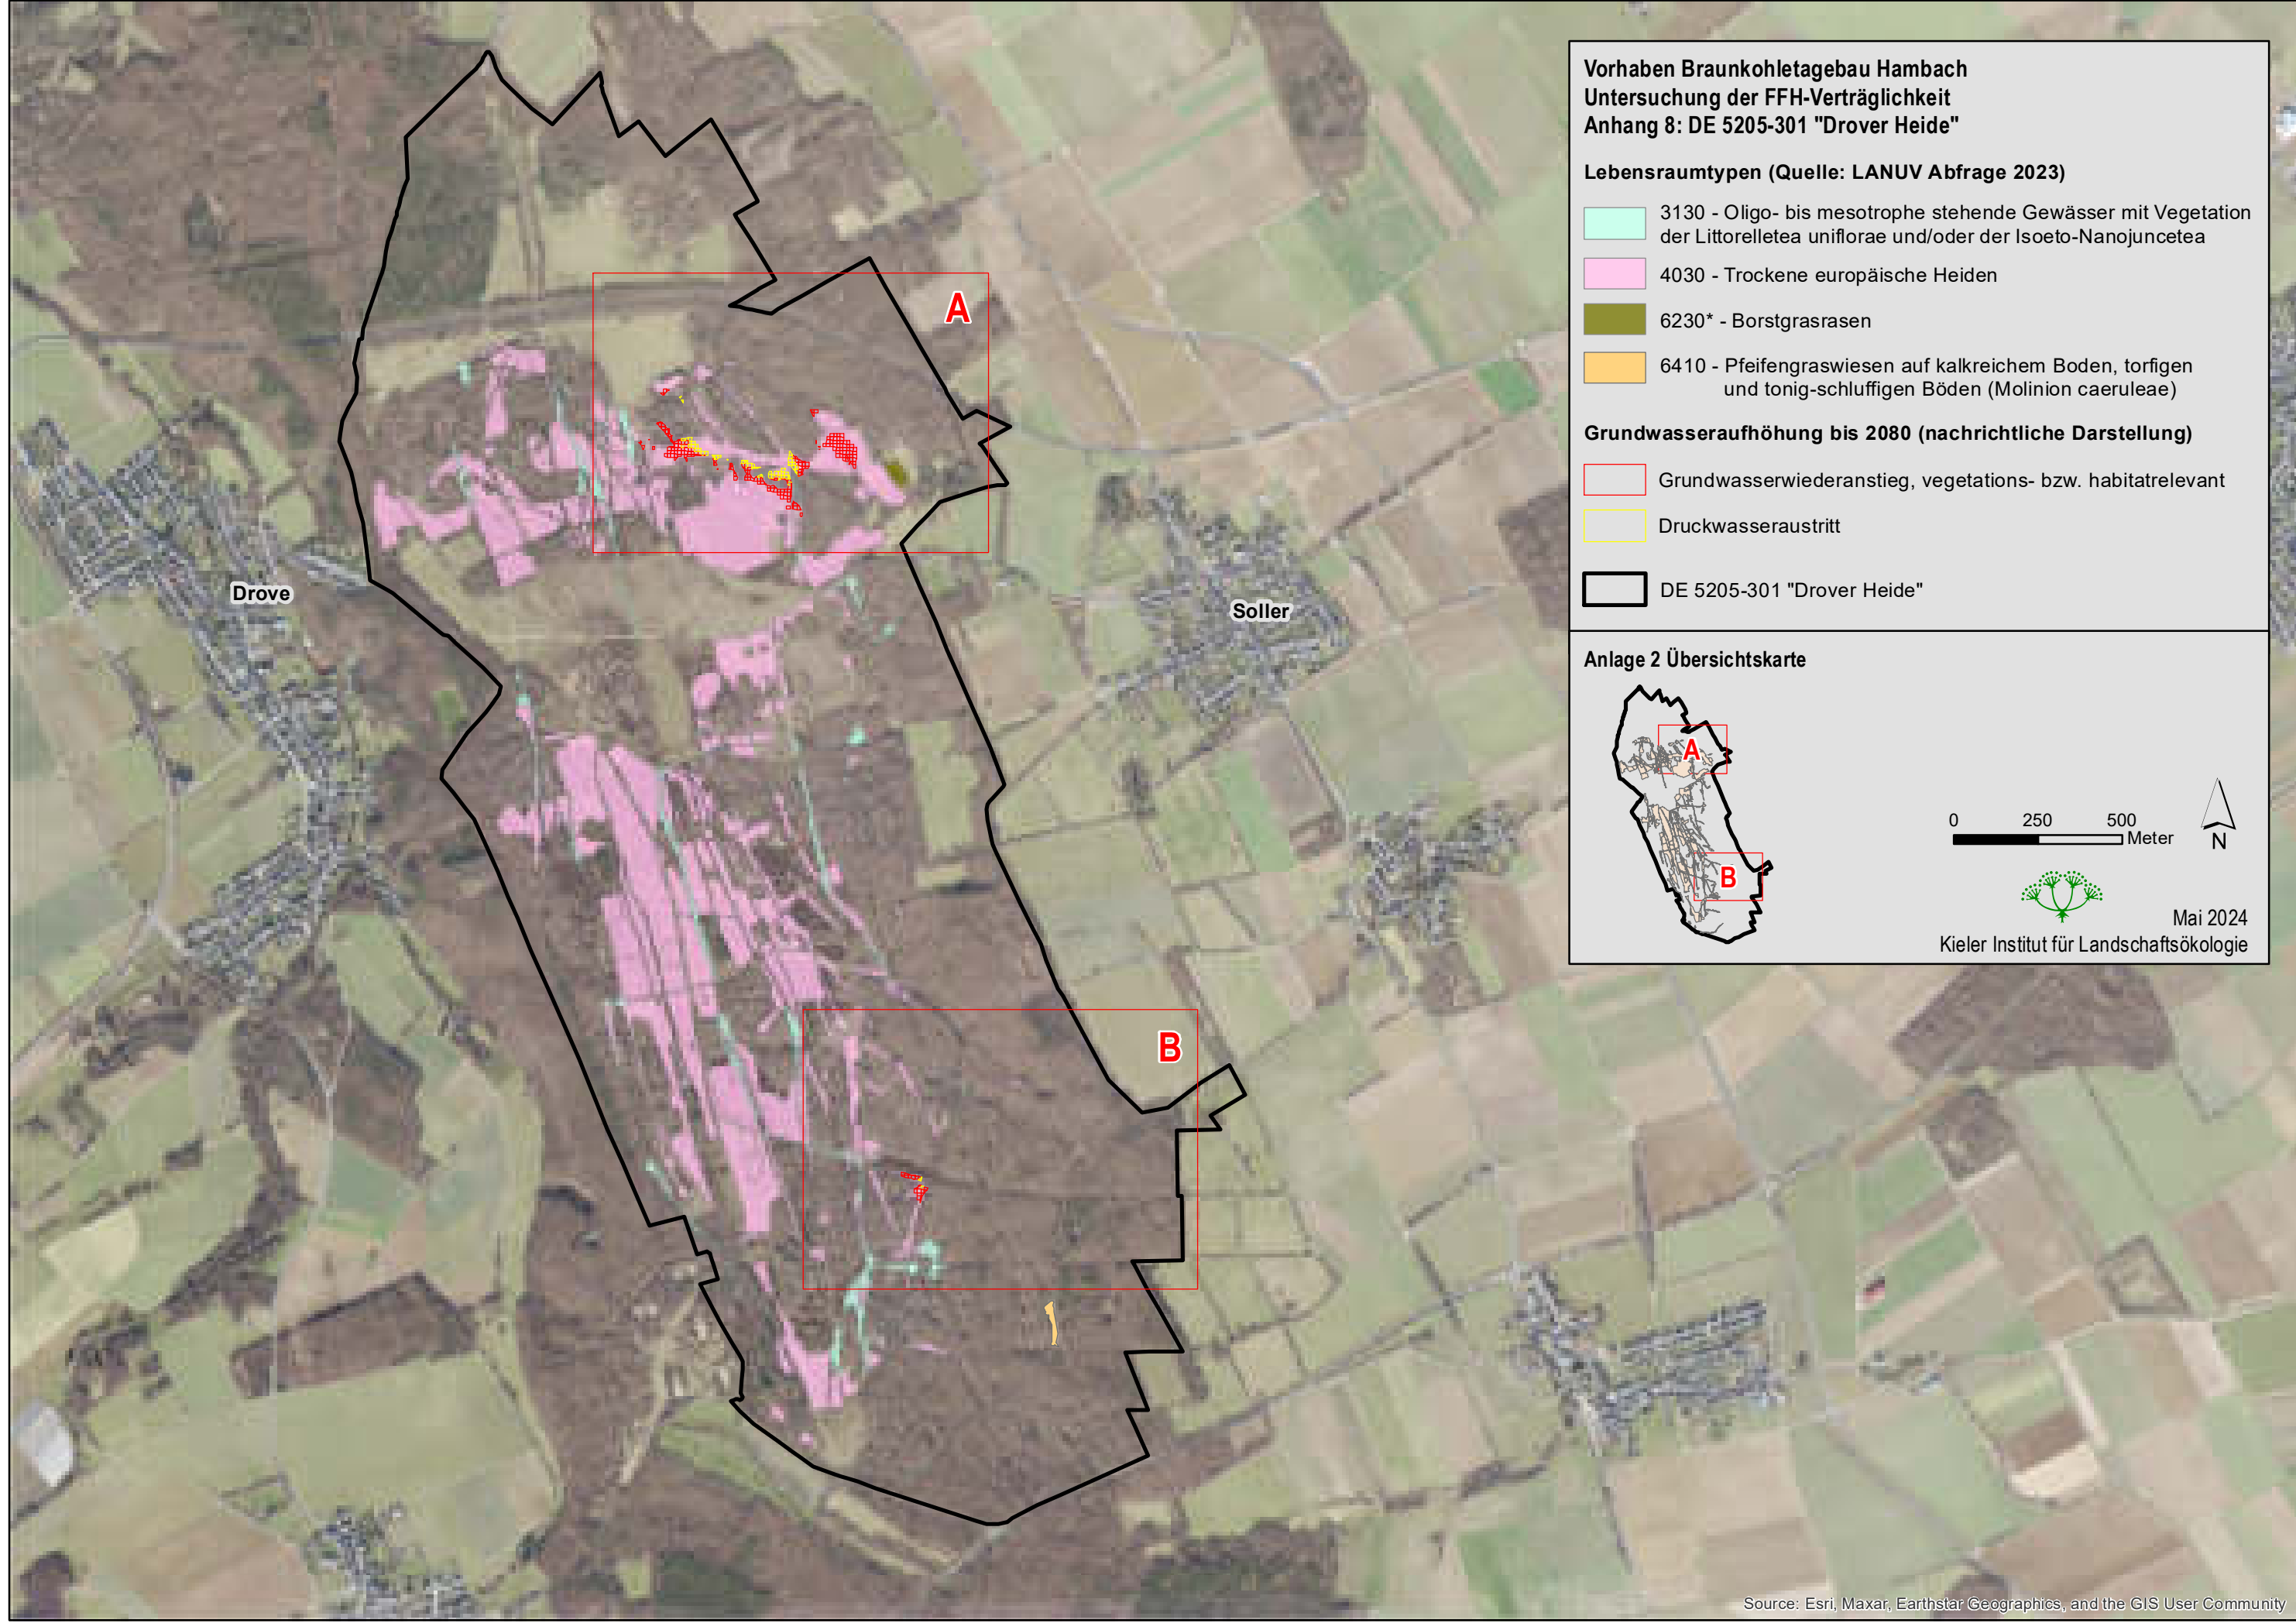 Vorhaben Braunkohletagebau Hambach
Untersuchung der FFH-Verträglichkeit
Anhang 8: DE 5205-301 "Drover Heide"
Lebensraumtypen (Quelle: LANUV Abfrage 2023)
3130 - Oligo- bis mesotrophe stehende Gewässer mit Vegetation
der Littorelletea uniflorae und/oder der Isoeto-Nanojuncetea
4030 - Trockene europäische Heiden
6230* - Borstgrasrasen
6410 - Pfeifengraswiesen auf kalkreichem Boden, torfigen
und tonig-schluffigen Böden (Molinion caeruleae)
Grundwasseraufhöhung bis 2080 (nachrichtliche Darstellung)
Grundwasserwiederanstieg, vegetations- bzw. habitatrelevant
Druckwasseraustritt
DE 5205-301 "Drover Heide"
Anlage 2 Übersichtskarte
A
B
0 250 500
Meter
N
Mai 2024
Kieler Institut für Landschaftsökologie
A
Drove
Soller
B
Source: Esri, Maxar, Earthstar Geographics, and the GIS User Community